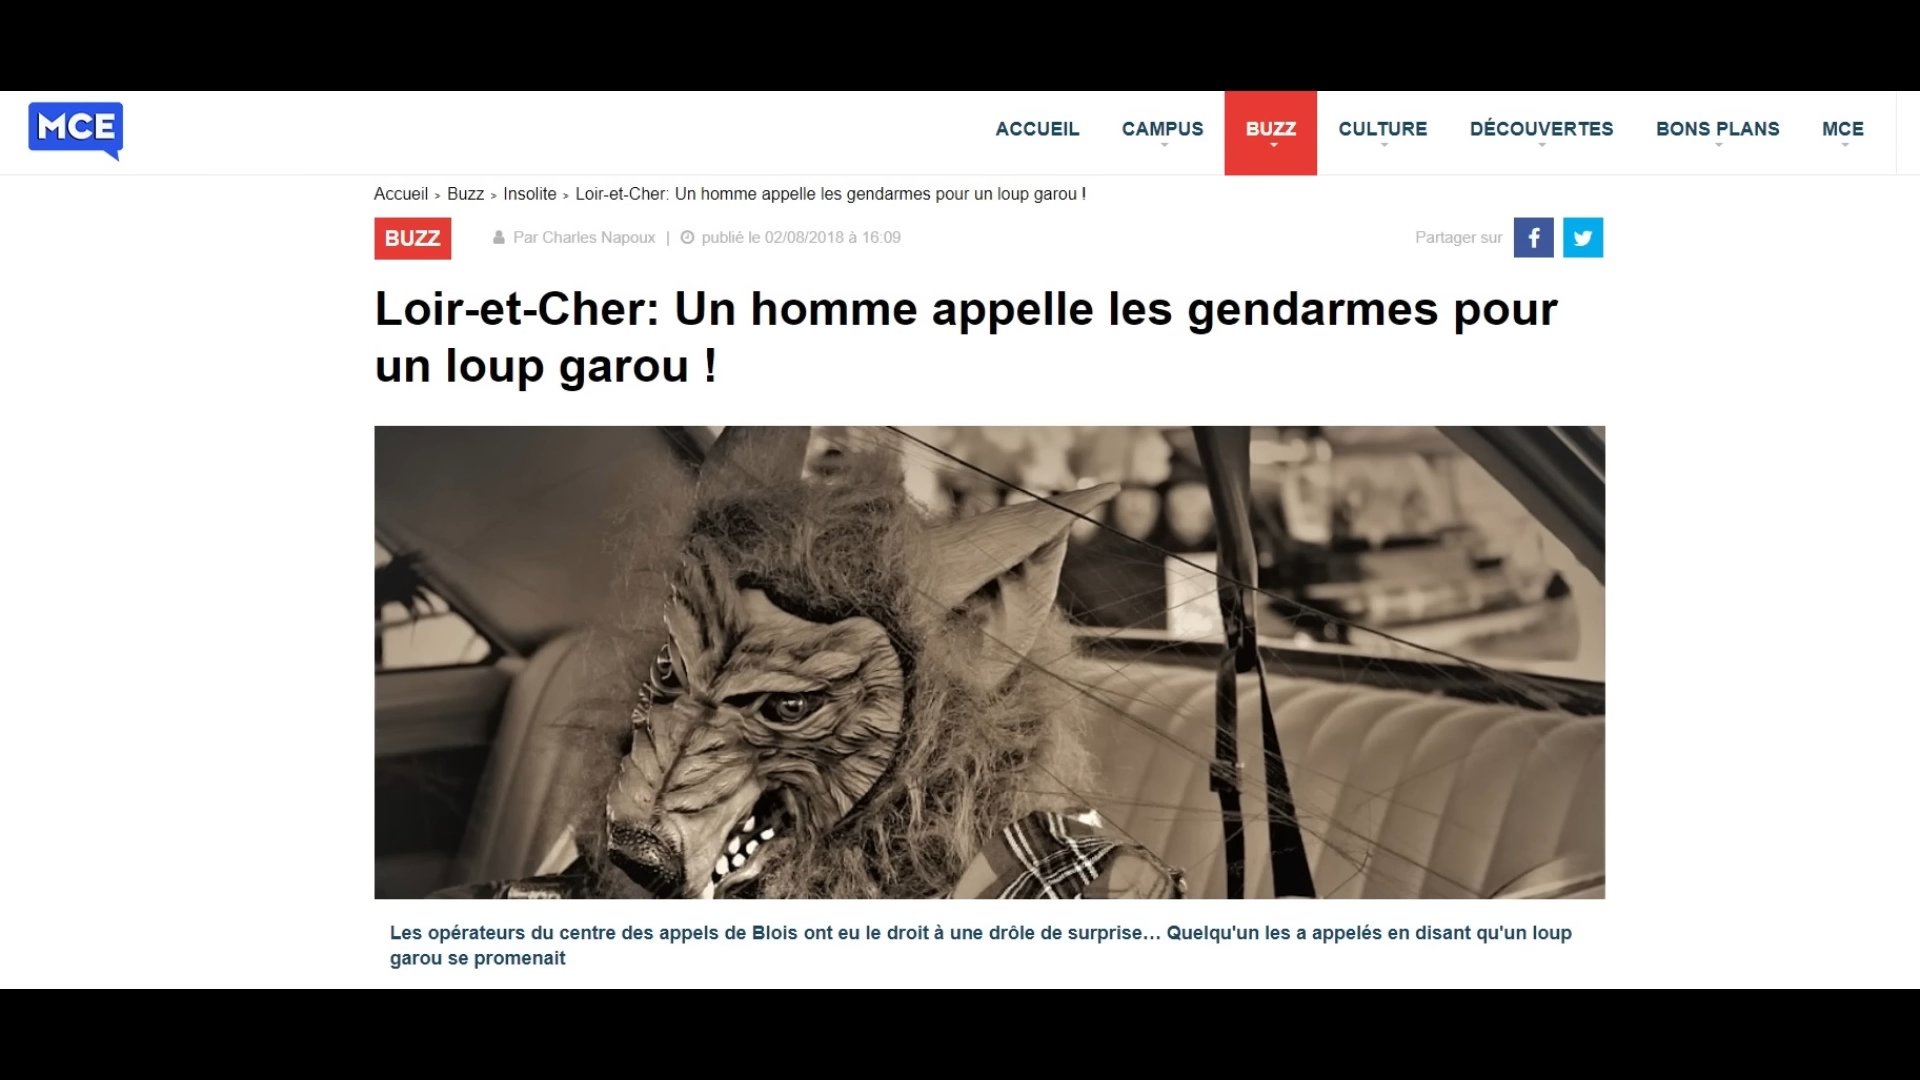 MCE
ACCUEIL CAMPUS BUZZ CULTURE DÉCOUVERTES BONS PLANS MCE
Accueil > Buzz > Insolite > Loir-et-Cher: Un homme appelle les gendarmes pour un loup garou !
BUZZ Par Charles Napoux | publié le 02/08/2018 à 16:09 Partager sur
Loir-et-Cher: Un homme appelle les gendarmes pour
un loup garou !
Les opérateurs du centre des appels de Blois ont eu le droit à une drôle de surprise… Quelqu'un les a appelés en disant qu'un loup
garou se promenait